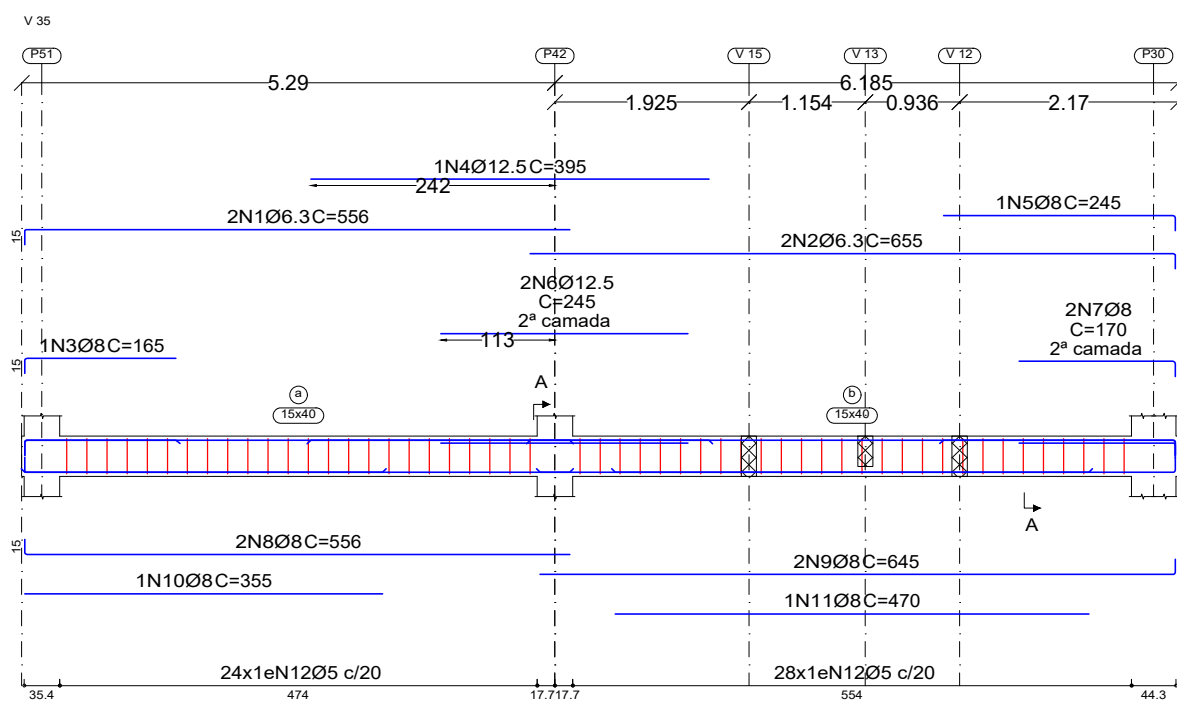 V 35
P51
P42
V 15
V 13
V 12
P30
5.29
6.185
1.925
1.154
0.936
2.17
1N4Ø12.5C=395
242
1N5Ø8C=245
2N1Ø6.3C=556
15
2N2Ø6.3C=655
2N6Ø12.5
C=245
2ª camada
2N7Ø8
C=170
2ª camada
113
1N3Ø8C=165
15
A
a
15x40
b
15x40
A
15
2N8Ø8C=556
2N9Ø8C=645
1N10Ø8C=355
1N11Ø8C=470
24x1eN12Ø5 c/20
28x1eN12Ø5 c/20
35.4
474
17.7
17.7
554
44.3